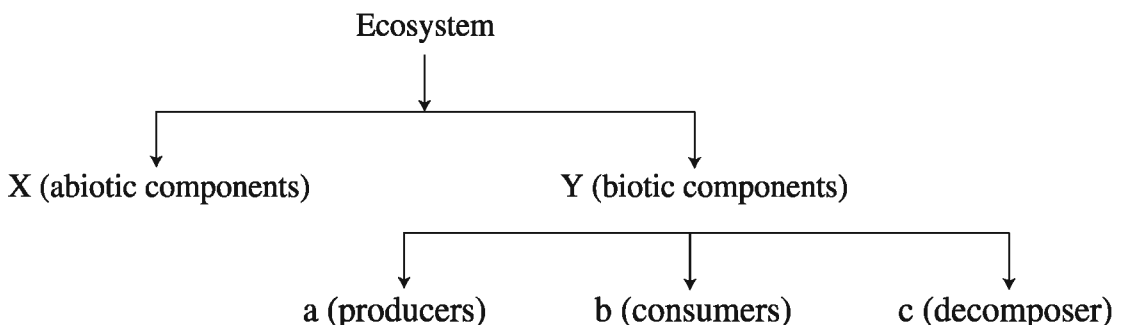 Ecosystem
X (abiotic components) Y (biotic components)
a (producers) b (consumers) c (decomposer)